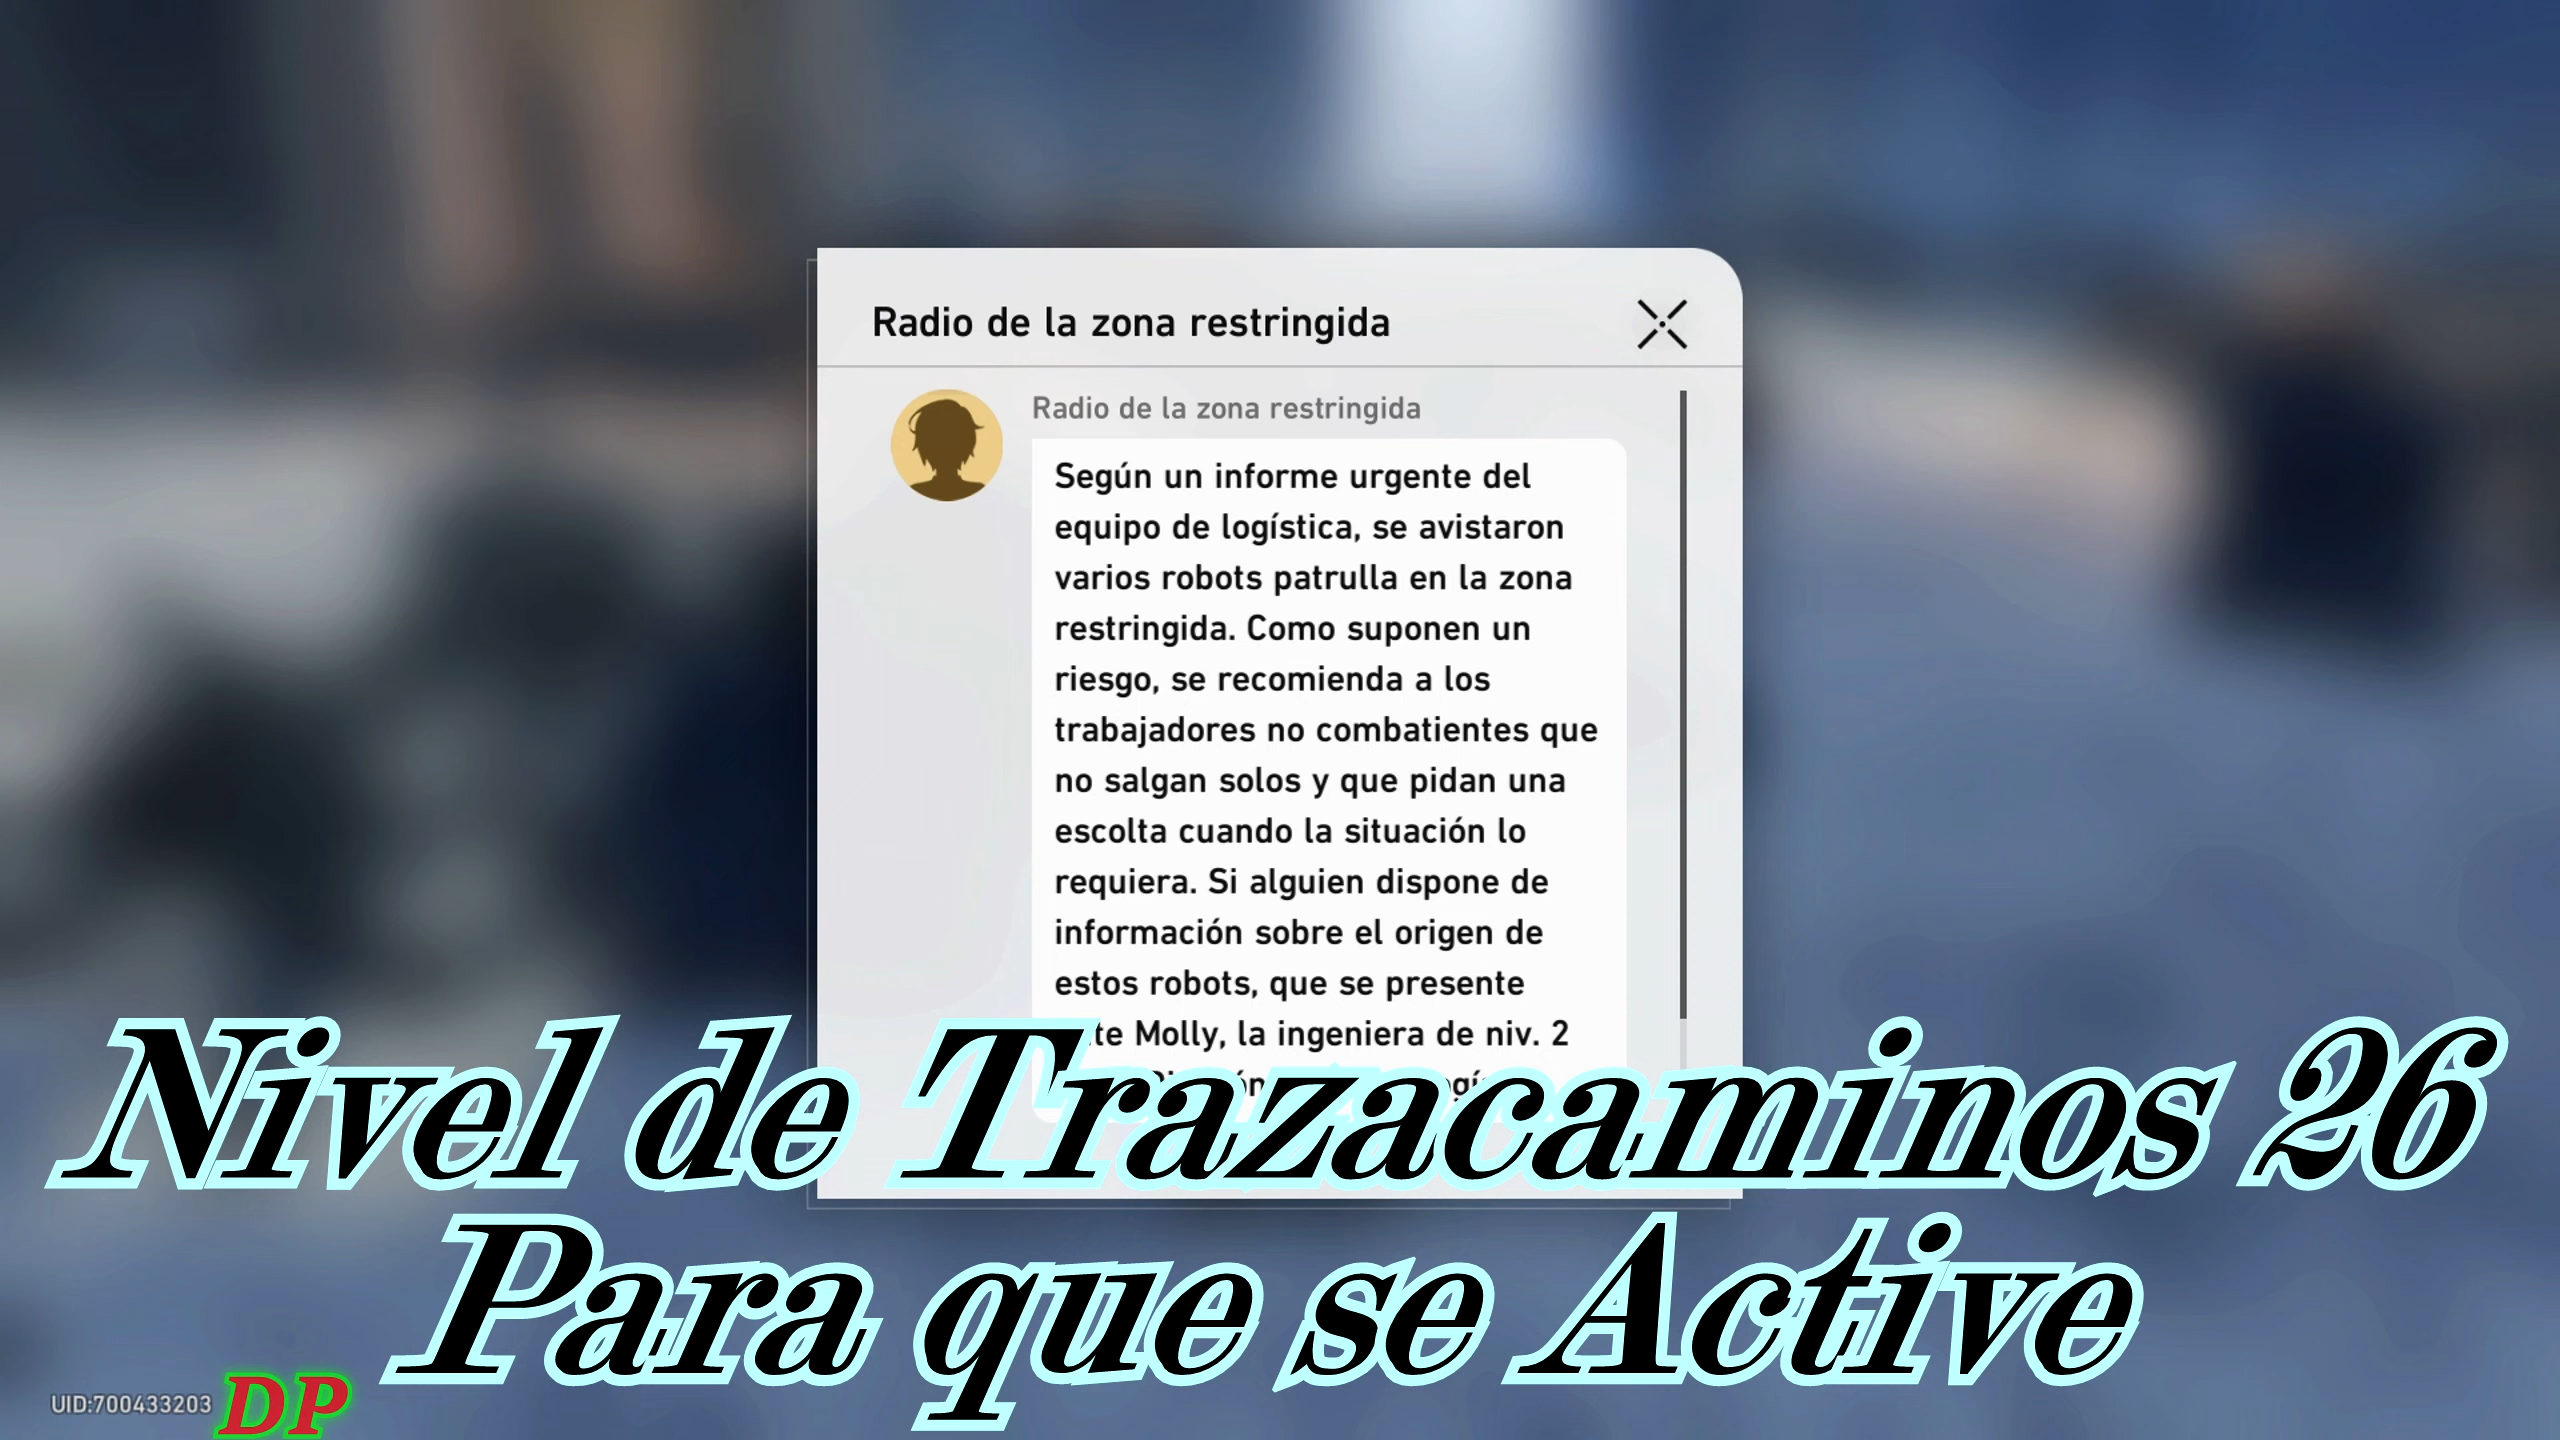 Radio de la zona restringida
Radio de la zona restringida
Según un informe urgente del
equipo de logística, se avistaron
varios robots patrulla en la zona
restringida. Como suponen un
riesgo, se recomienda a los
trabajadores no combatientes que
no salgan solos y que pidan una
escolta cuando la situación lo
requiera. Si alguien dispone de
información sobre el origen de
estos robots, que se presente
Molly, la ingeniera de niv. 2
Nivel de Trazacaminos 26
Para que se Active
UID:700433203 DP